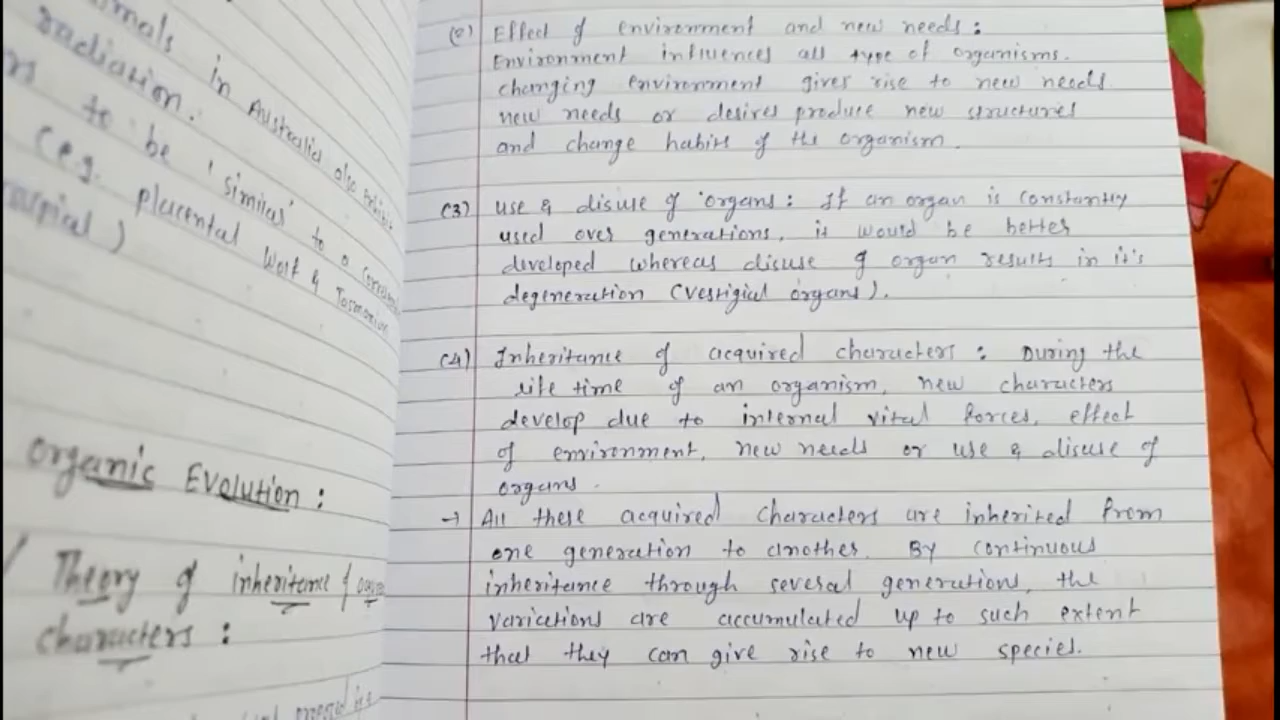 mals in Australia also
radiation.
to be 'similar' to a
(eg. placental Wolf & Tasmanian
Organic Evolution :
Theory of inheritance of
characters :
(2) Effect of environment and new needs :
Environment influences all type of organisms.
changing environment gives rise to new needs.
new needs or desires produce new structures
and change habits of the organism.
(3) use & disuse of organs : If an organ is constantly
used over generations, it would be better
developed whereas disuse of organ results in it's
degeneration (vestigial organs).
(4) Inheritance of acquired characters : During the
life time of an organism, new characters
develop due to internal vital forces, effect
of environment, new needs or use & disuse of
organs.
→ All these acquired characters are inherited from
one generation to another. By continuous
inheritance through several generations, the
variations are accumulated up to such extent
that they can give rise to new species.